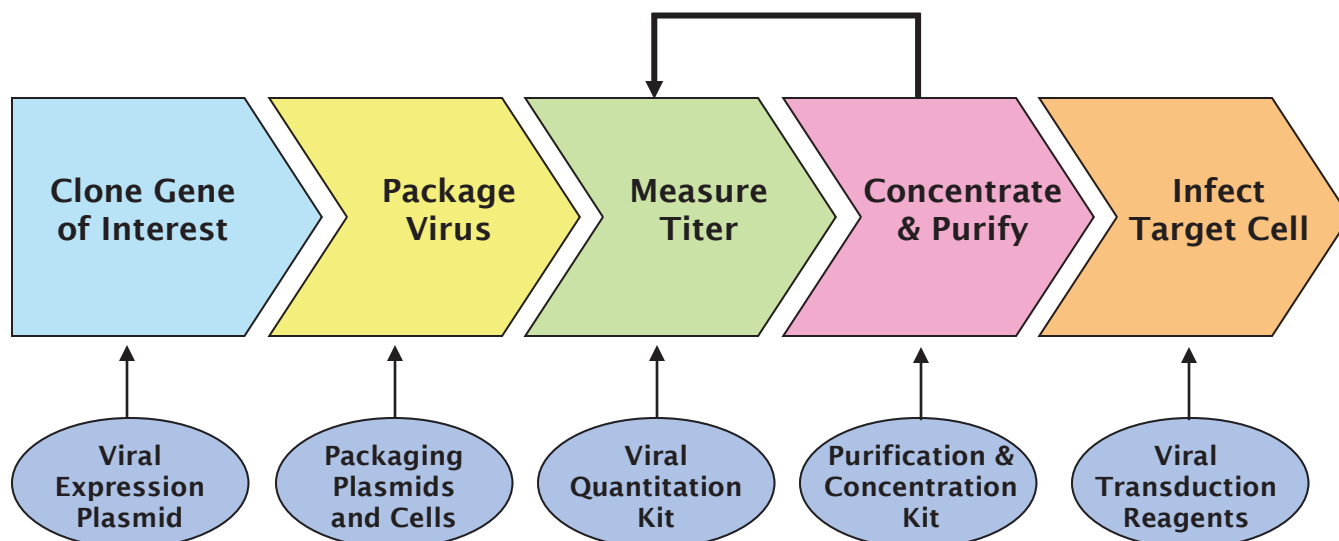 Clone Gene
of Interest
Package
Virus
Measure
Titer
Concentrate
& Purify
Infect
Target Cell
Viral
Expression
Plasmid
Packaging
Plasmids
and Cells
Viral
Quantitation
Kit
Purification &
Concentration
Kit
Viral
Transduction
Reagents